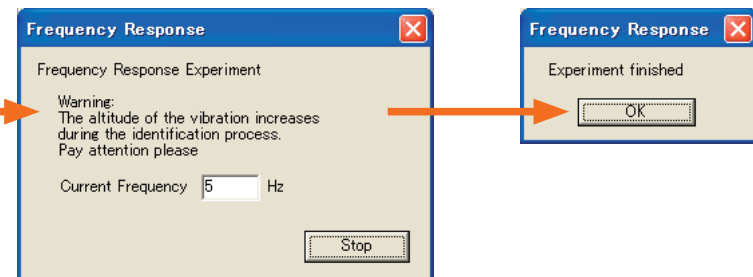 Frequency Response
Frequency Response Experiment
Warning:
The altitude of the vibration increases
during the identification process.
Pay attention please
Current Frequency 5 Hz
Stop
Frequency Response
Experiment finished
OK